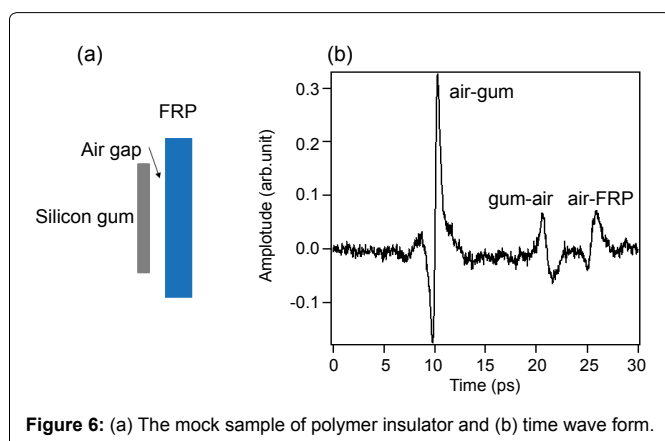 (a)
FRP
Air gap
Silicon gum
(b)
air-gum
gum-air
air-FRP
Amplotude (arb.unit)
0.3
0.2
0.1
0.0
-0.1
0
5
10
15
20
25
30
Time (ps)
Figure 6: (a) The mock sample of polymer insulator and (b) time wave form.